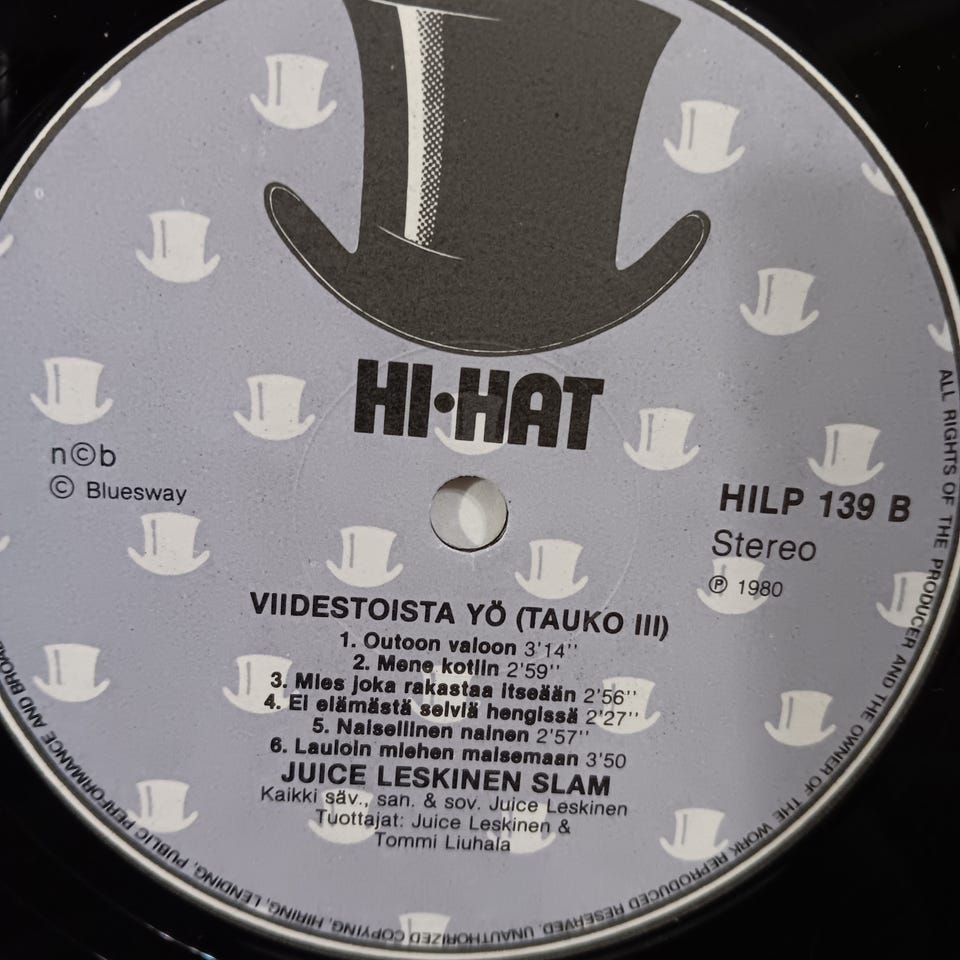 HI•HAT
n©b
© Bluesway
HILP 139 B
Stereo
℗ 1980
VIIDESTOISTA YÖ (TAUKO III)
1. Outoon valoon 3'14''
2. Mene kotiin 2'59''
3. Mies joka rakastaa itseään 2'56''
4. Ei elämästä selviä hengissä 2'27''
5. Naisellinen nainen 2'57''
6. Lauloin miehen maisemaan 3'50
JUICE LESKINEN SLAM
Kaikki säv., san. & sov. Juice Leskinen
Tuottajat: Juice Leskinen &
Tommi Liuhala
ALL RIGHTS OF THE PRODUCER AND THE OWNER OF THE WORK REPRODUCED RESERVED. UNAUTHORIZED COPYING, HIRING, LENDING, PUBLIC PERFORMANCE AND